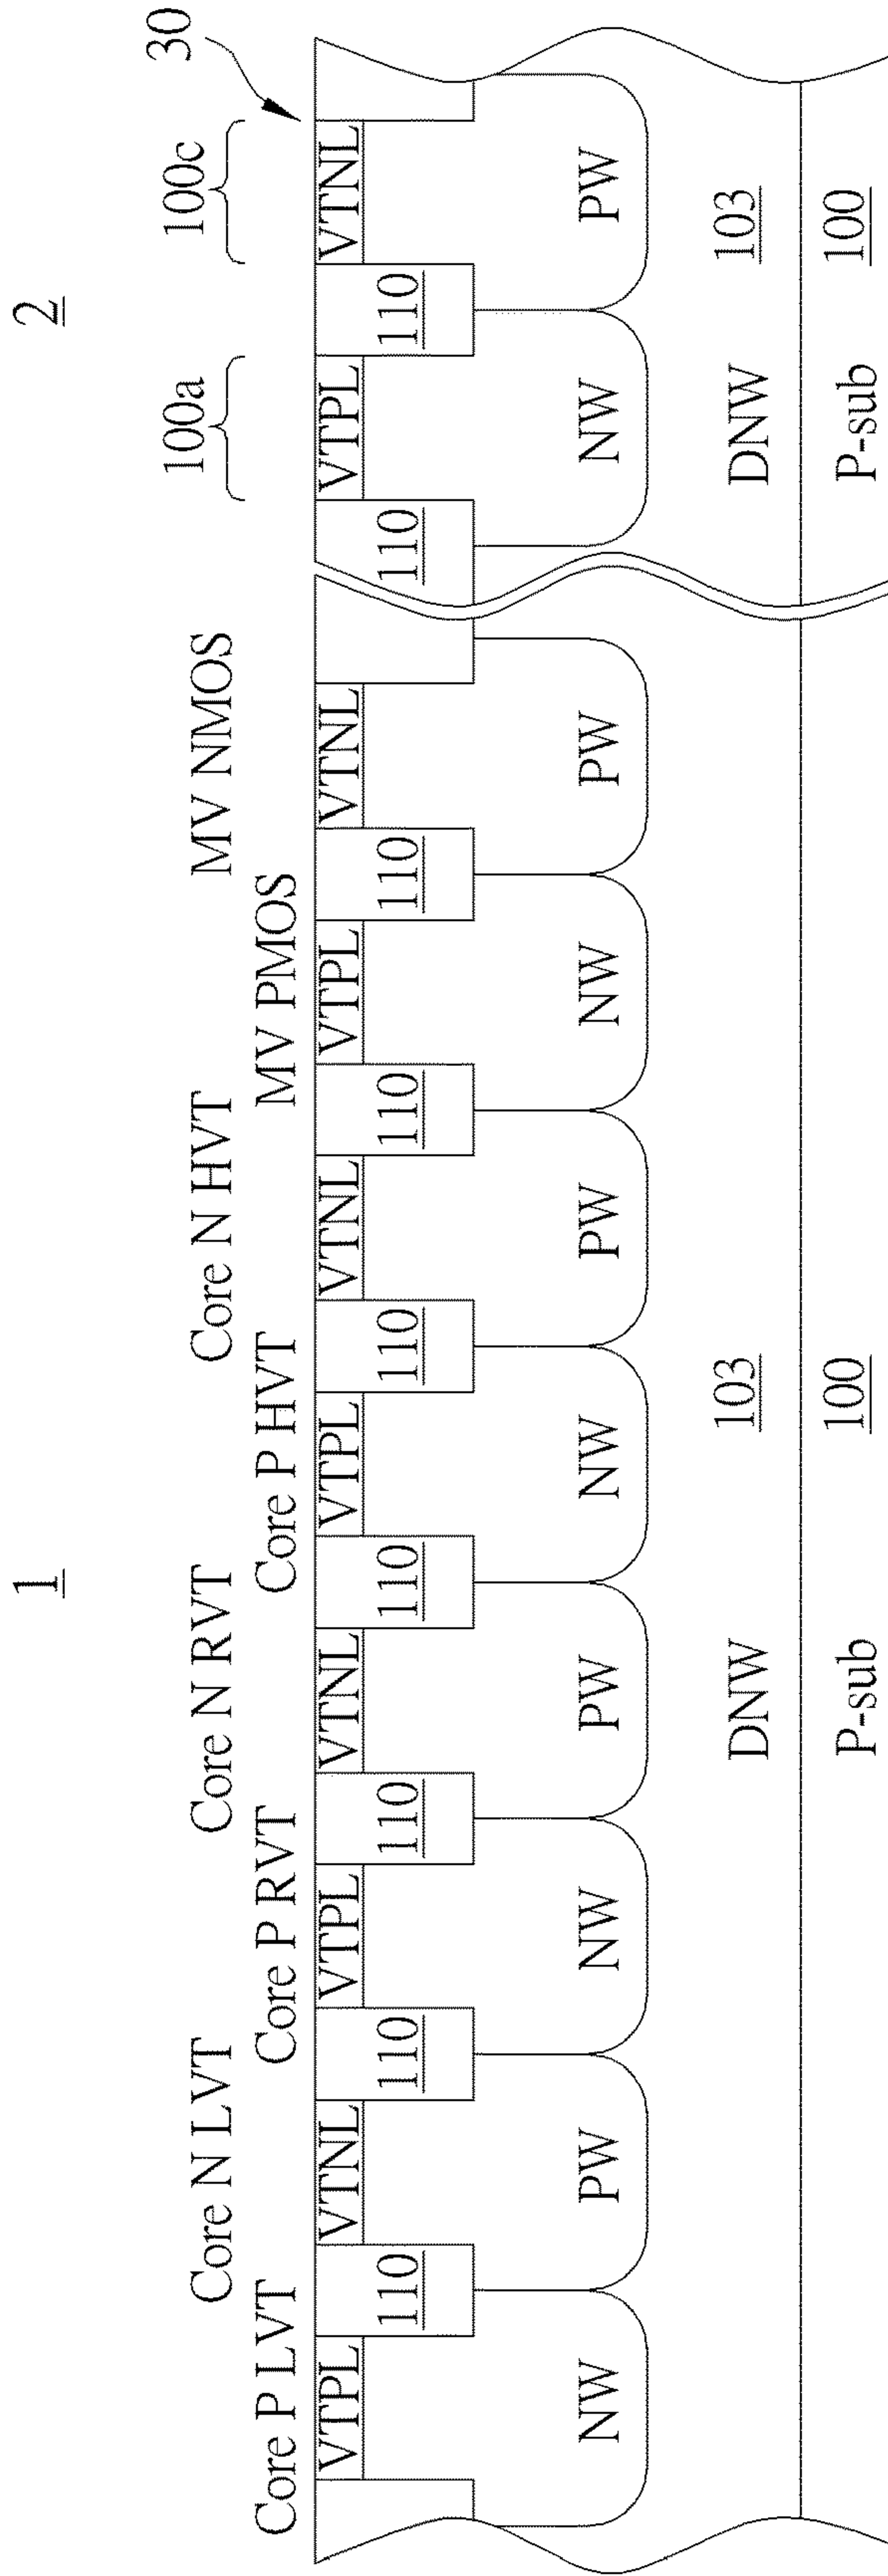 1 2
30
100a 100c
Core N LVT Core N RVT Core N HVT MV NMOS
Core P LVT Core P RVT Core P HVT MV PMOS
VTPL VTNL VTPL VTNL VTPL VTNL VTPL VTNL VTPL VTNL
110 110 110 110 110 110 110 110 110
NW PW NW PW NW PW NW PW NW PW
DNW 103 DNW 103
P-sub 100 P-sub 100